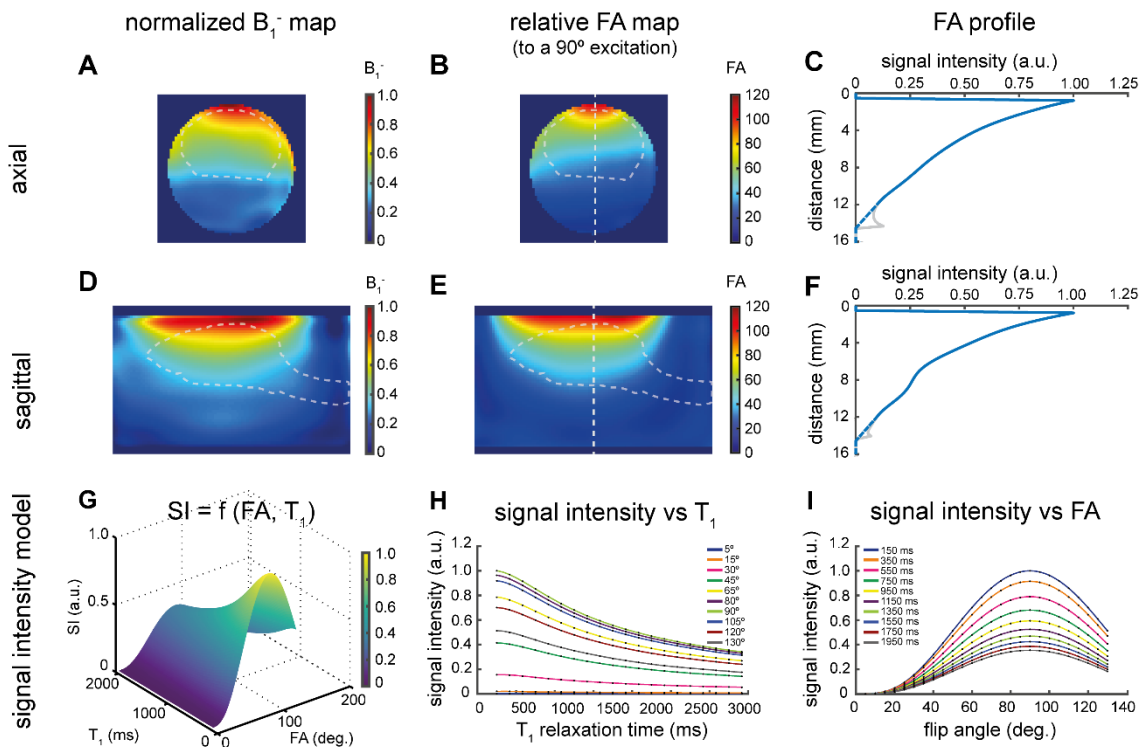 normalized B₁⁻ map
relative FA map
(to a 90º excitation)
FA profile
axial
A
B₁⁻
1.0
0.8
0.6
0.4
0.2
0
B
FA
120
100
80
60
40
20
0
C
signal intensity (a.u.)
0 0.25 0.50 0.75 1.00 1.25
distance (mm)
0
4
8
12
16
sagittal
D
B₁⁻
1.0
0.8
0.6
0.4
0.2
0
E
FA
120
100
80
60
40
20
0
F
signal intensity (a.u.)
0 0.25 0.50 0.75 1.00 1.25
distance (mm)
0
4
8
12
16
signal intensity model
G
SI = f (FA, T₁)
1.0
0.5
0
SI (a.u.)
2000
1000
0
T₁ (ms)
0
100
200
FA (deg.)
1.0
0.8
0.6
0.4
0.2
0
H
signal intensity vs T₁
signal intensity (a.u.)
1.2
1.0
0.8
0.6
0.4
0.2
0
5º
15º
30º
45º
65º
80º
90º
105º
120º
130º
0 500 1000 1500 2000 2500 3000
T₁ relaxation time (ms)
I
signal intensity vs FA
signal intensity (a.u.)
1.2
1.0
0.8
0.6
0.4
0.2
0
150 ms
350 ms
550 ms
750 ms
950 ms
1150 ms
1350 ms
1550 ms
1750 ms
1950 ms
0 20 40 60 80 100 120 140
flip angle (deg.)